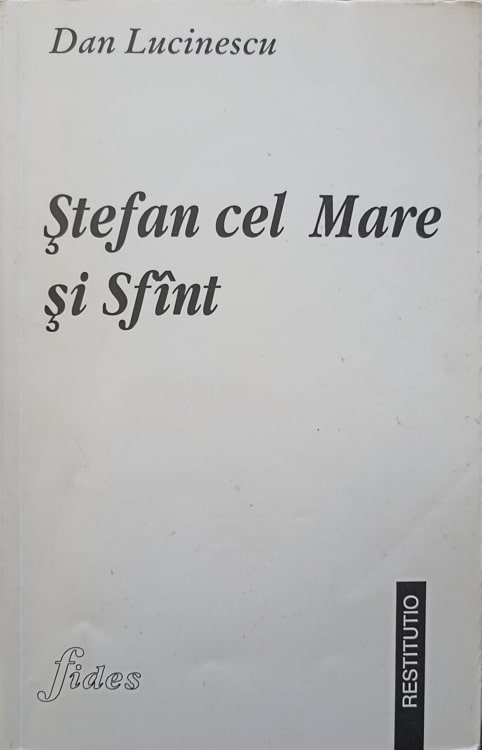 Dan Lucinescu
Ştefan cel Mare
şi Sfînt
fides
RESTITUTIO